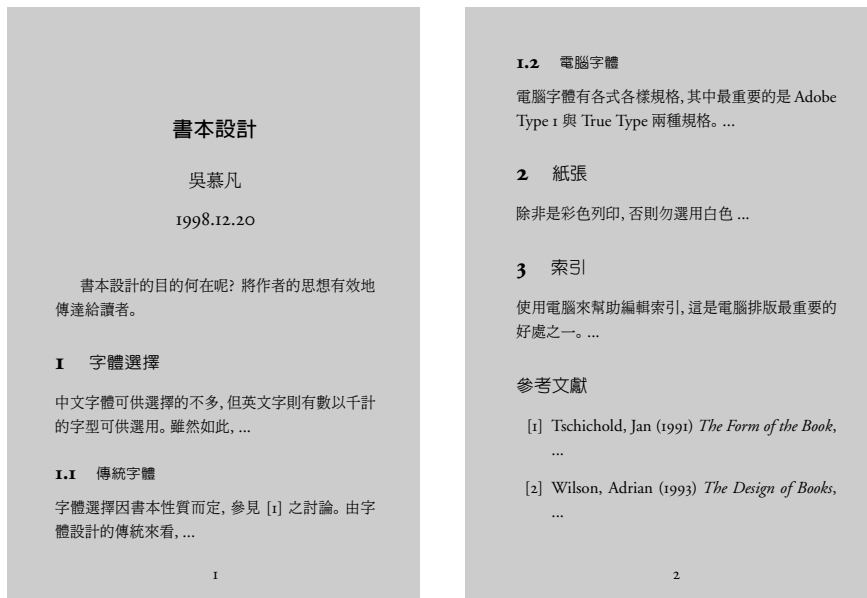 書本設計
吳慕凡
1998.12.20
書本設計的目的何在呢? 將作者的思想有效地
傳達給讀者。
1 字體選擇
中文字體可供選擇的不多, 但英文字則有數以千計
的字型可供選用。雖然如此, ...
1.1 傳統字體
字體選擇因書本性質而定, 參見 [1] 之討論。由字
體設計的傳統來看, ...
1
1.2 電腦字體
電腦字體有各式各樣規格, 其中最重要的是 Adobe
Type 1 與 True Type 兩種規格。...
2 紙張
除非是彩色列印, 否則勿選用白色 ...
3 索引
使用電腦來幫助編輯索引, 這是電腦排版最重要的
好處之一。...
參考文獻
[1] Tschichold, Jan (1991) The Form of the Book,
...
[2] Wilson, Adrian (1993) The Design of Books,
...
2